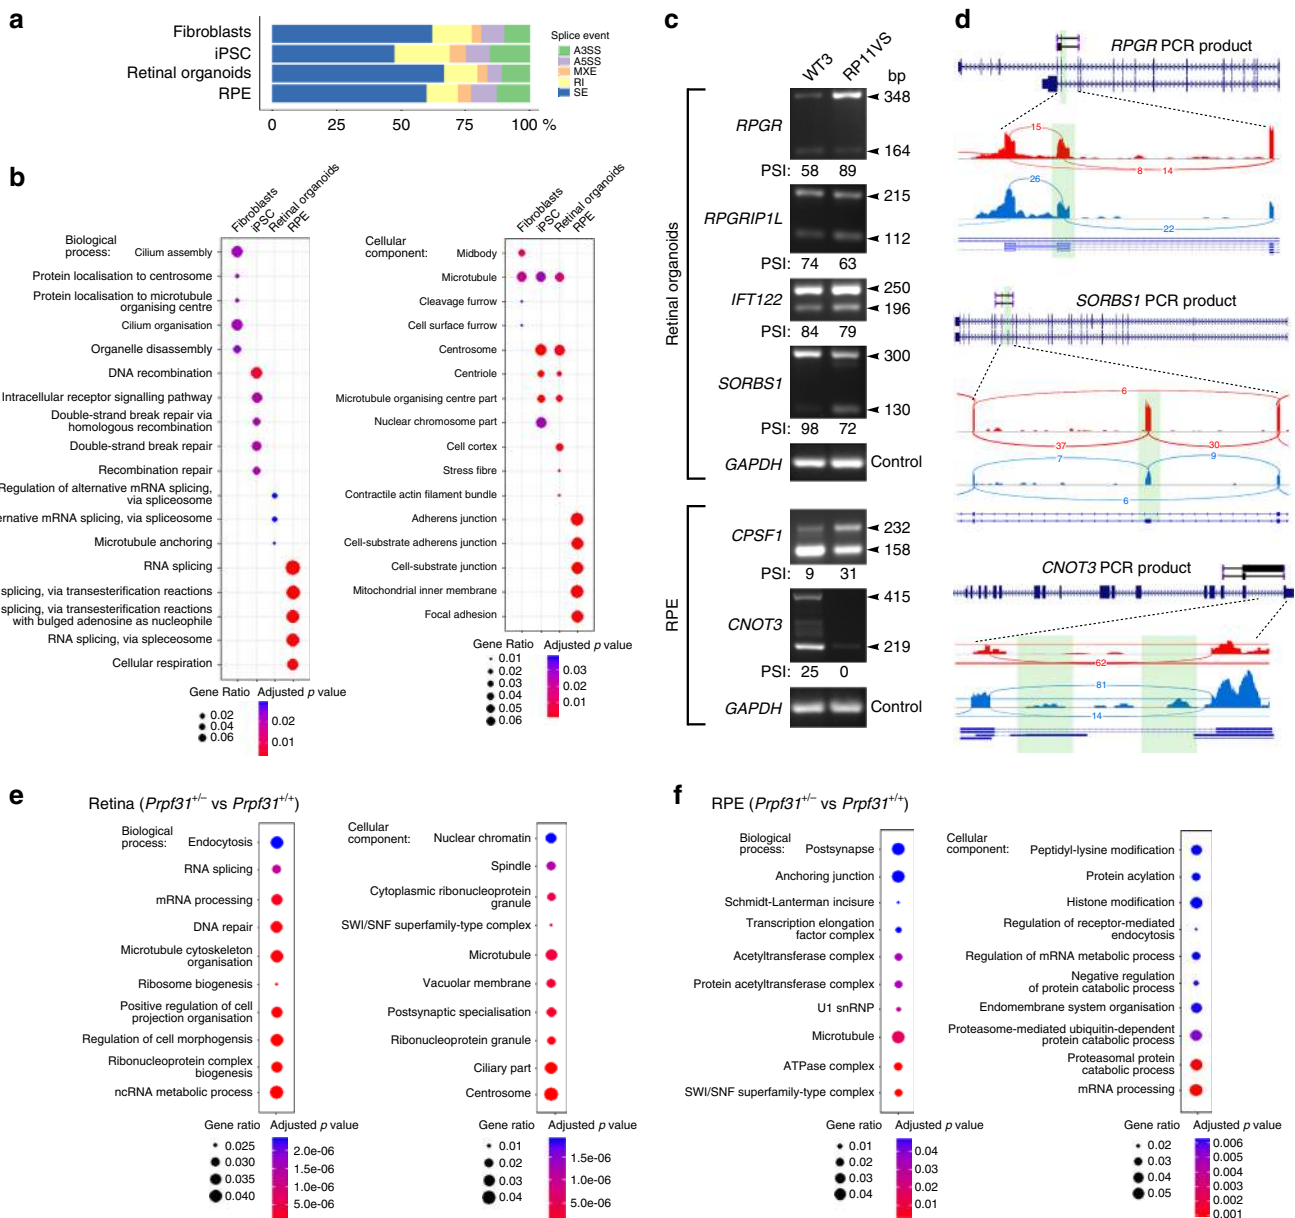 a
Fibroblasts
iPSC
Retinal organoids
RPE
0 25 50 75 100 %
Splice event
A3SS
A5SS
MXE
RI
SE
b
Fibroblasts
iPSC
Retinal organoids
RPE
Biological
process:
Cilium assembly
Protein localisation to centrosome
Protein localisation to microtubule
organising centre
Cilium organisation
Organelle disassembly
DNA recombination
Intracellular receptor signalling pathway
Double-strand break repair via
homologous recombination
Double-strand break repair
Recombination repair
Regulation of alternative mRNA splicing,
via spliceosome
ernative mRNA splicing, via spliceosome
Microtubule anchoring
RNA splicing
splicing, via transesterification reactions
splicing, via transesterification reactions
with bulged adenosine as nucleophile
RNA splicing, via spleceosome
Cellular respiration
Gene Ratio
0.02
0.04
0.06
Adjusted p value
0.02
0.01
Fibroblasts
iPSC
Retinal organoids
RPE
Cellular
component:
Midbody
Microtubule
Cleavage furrow
Cell surface furrow
Centrosome
Centriole
Microtubule organising centre part
Nuclear chromosome part
Cell cortex
Stress fibre
Contractile actin filament bundle
Adherens junction
Cell-substrate adherens junction
Cell-substrate junction
Mitochondrial inner membrane
Focal adhesion
Gene Ratio
0.01
0.02
0.03
0.04
0.05
0.06
Adjusted p value
0.03
0.02
0.01
c
WT3 RP11VS bp
Retinal organoids
RPGR
348
164
PSI: 58 89
RPGRIP1L
215
112
PSI: 74 63
IFT122
250
196
PSI: 84 79
SORBS1
300
130
PSI: 98 72
GAPDH Control
RPE
CPSF1
232
158
PSI: 9 31
CNOT3
415
219
PSI: 25 0
GAPDH Control
d
RPGR PCR product
15
8 14
26
22
SORBS1 PCR product
6
37 30
7 9
6
CNOT3 PCR product
62
81
14
e
Retina (Prpf31+/− vs Prpf31+/+)
Biological
process:
Endocytosis
RNA splicing
mRNA processing
DNA repair
Microtubule cytoskeleton
organisation
Ribosome biogenesis
Positive regulation of cell
projection organisation
Regulation of cell morphogensis
Ribonucleoprotein complex
biogenesis
ncRNA metabolic process
Gene ratio
0.025
0.030
0.035
0.040
Adjusted p value
2.0e-06
1.5e-06
1.0e-06
5.0e-06
Cellular
component:
Nuclear chromatin
Spindle
Cytoplasmic ribonucleoprotein
granule
SWI/SNF superfamily-type complex
Microtubule
Vacuolar membrane
Postsynaptic specialisation
Ribonucleoprotein granule
Ciliary part
Centrosome
Gene ratio
0.01
0.02
0.03
0.04
Adjusted p value
1.5e-06
1.0e-06
5.0e-06
f
RPE (Prpf31+/− vs Prpf31+/+)
Biological
process:
Postsynapse
Anchoring junction
Schmidt-Lanterman incisure
Transcription elongation
factor complex
Acetyltransferase complex
Protein acetyltransferase complex
U1 snRNP
Microtubule
ATPase complex
SWI/SNF superfamily-type complex
Gene ratio
0.01
0.02
0.03
0.04
Adjusted p value
0.04
0.03
0.02
0.01
Cellular
component:
Peptidyl-lysine modification
Protein acylation
Histone modification
Regulation of receptor-mediated
endocytosis
Regulation of mRNA metabolic process
Negative regulation
of protein catabolic process
Endomembrane system organisation
Proteasome-mediated ubiquitin-dependent
protein catabolic process
Proteasomal protein
catabolic process
mRNA processing
Gene ratio
0.02
0.03
0.04
0.05
Adjusted p value
0.006
0.005
0.004
0.003
0.002
0.001